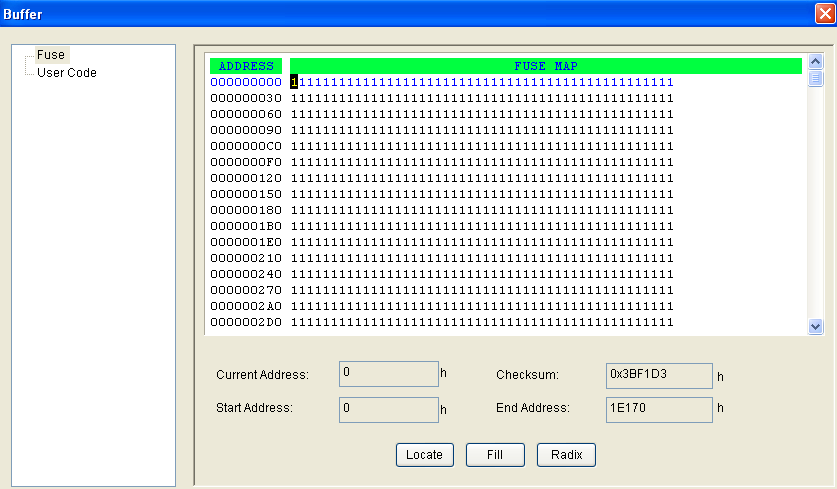 Buffer
Fuse
User Code
ADDRESS FUSE MAP
000000000 111111111111111111111111111111111111111111111111
000000030 111111111111111111111111111111111111111111111111
000000060 111111111111111111111111111111111111111111111111
000000090 111111111111111111111111111111111111111111111111
0000000C0 111111111111111111111111111111111111111111111111
0000000F0 111111111111111111111111111111111111111111111111
000000120 111111111111111111111111111111111111111111111111
000000150 111111111111111111111111111111111111111111111111
000000180 111111111111111111111111111111111111111111111111
0000001B0 111111111111111111111111111111111111111111111111
0000001E0 111111111111111111111111111111111111111111111111
000000210 111111111111111111111111111111111111111111111111
000000240 111111111111111111111111111111111111111111111111
000000270 111111111111111111111111111111111111111111111111
0000002A0 111111111111111111111111111111111111111111111111
0000002D0 111111111111111111111111111111111111111111111111
Current Address: 0 h Checksum: 0x3BF1D3 h
Start Address: 0 h End Address: 1E170 h
Locate Fill Radix